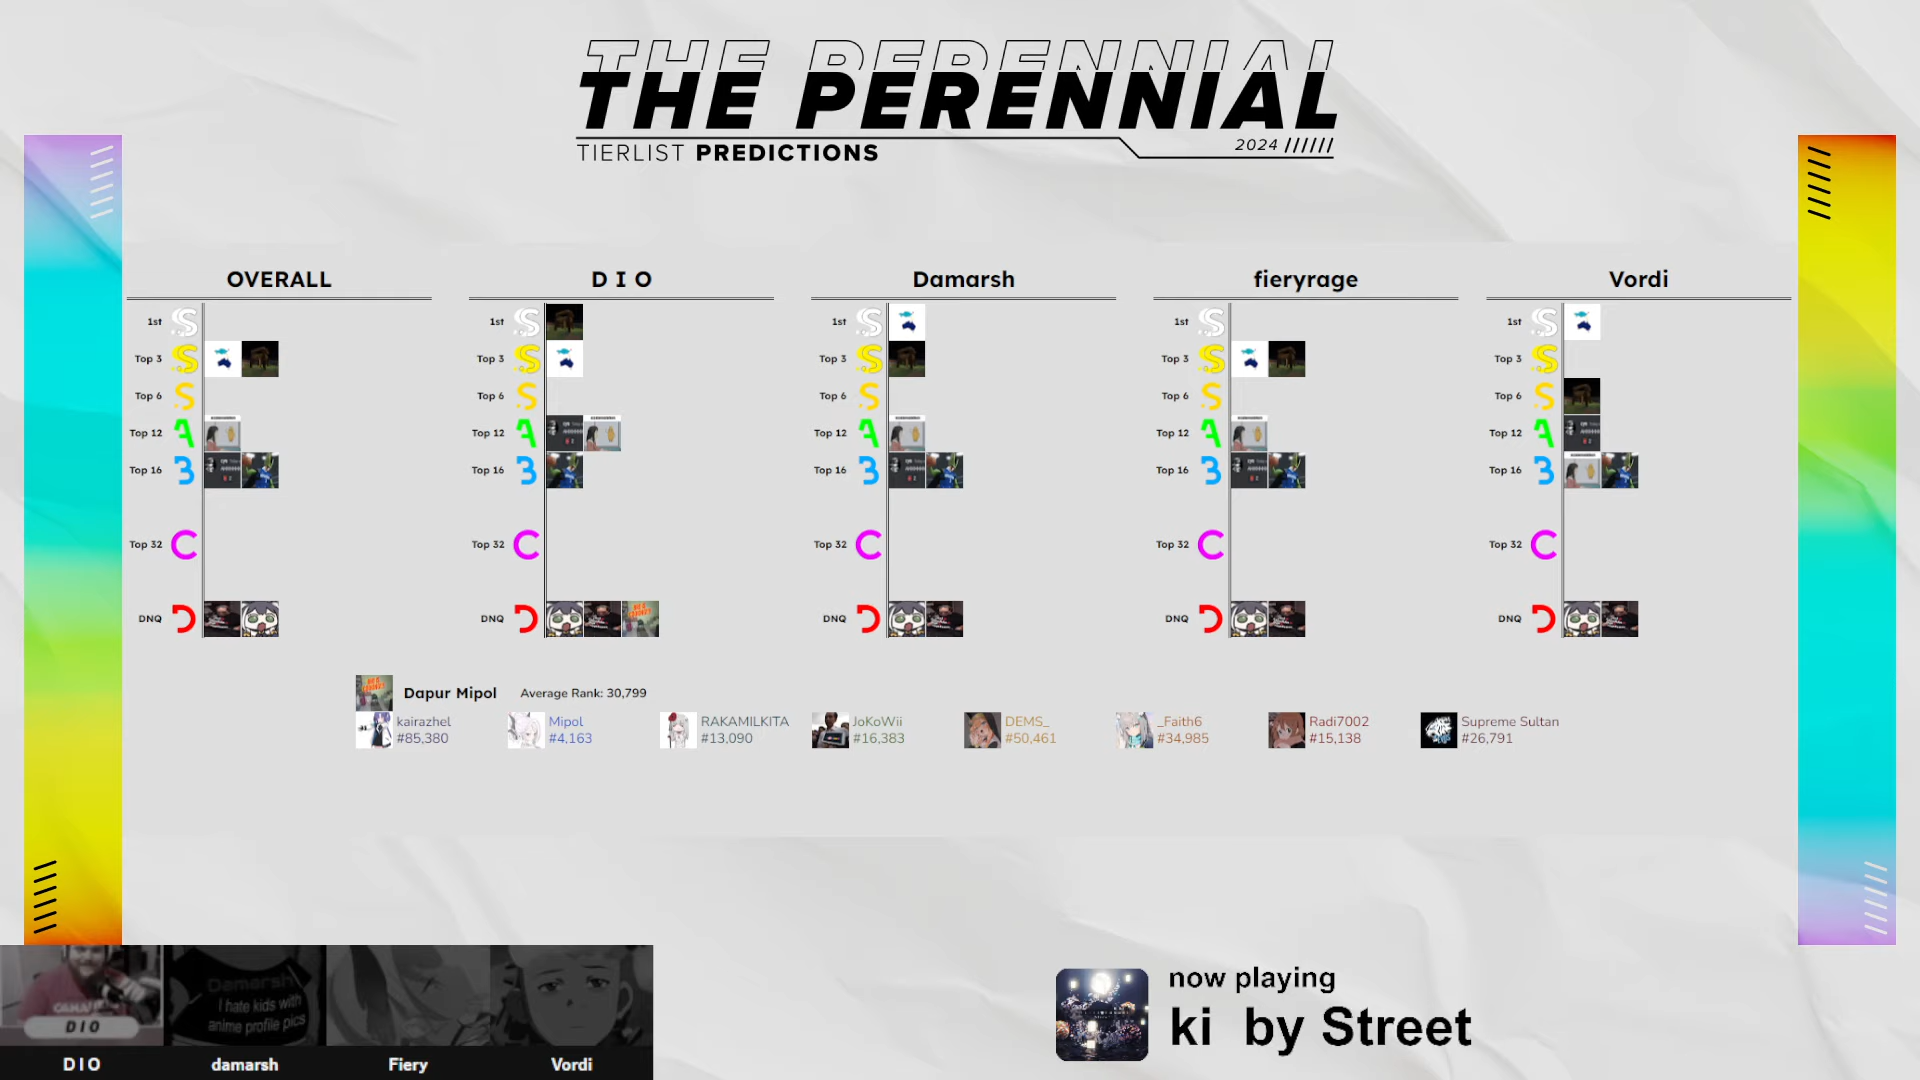 THE PERENNIAL
THE PERENNIAL
TIERLIST PREDICTIONS
2024
OVERALL
1st S
Top 3 S
Top 6 S
Top 12 A
Top 16 B
Top 32 C
DNQ D
D I O
1st S
Top 3 S
Top 6 S
Top 12 A
Top 16 B
Top 32 C
DNQ D
Damarsh
1st S
Top 3 S
Top 6 S
Top 12 A
Top 16 B
Top 32 C
DNQ D
fieryrage
1st S
Top 3 S
Top 6 S
Top 12 A
Top 16 B
Top 32 C
DNQ D
Vordi
1st S
Top 3 S
Top 6 S
Top 12 A
Top 16 B
Top 32 C
DNQ D
Dapur Mipol Average Rank: 30,799
kairazhel
#85,380
Mipol
#4,163
RAKAMILKITA
#13,090
JoKoWii
#16,383
DEMS_
#50,461
_Faith6
#34,985
Radi7002
#15,138
Supreme Sultan
#26,791
DIO
Damarsh
I hate kids with
anime profile pics
DIO
damarsh
Fiery
Vordi
now playing
ki by Street